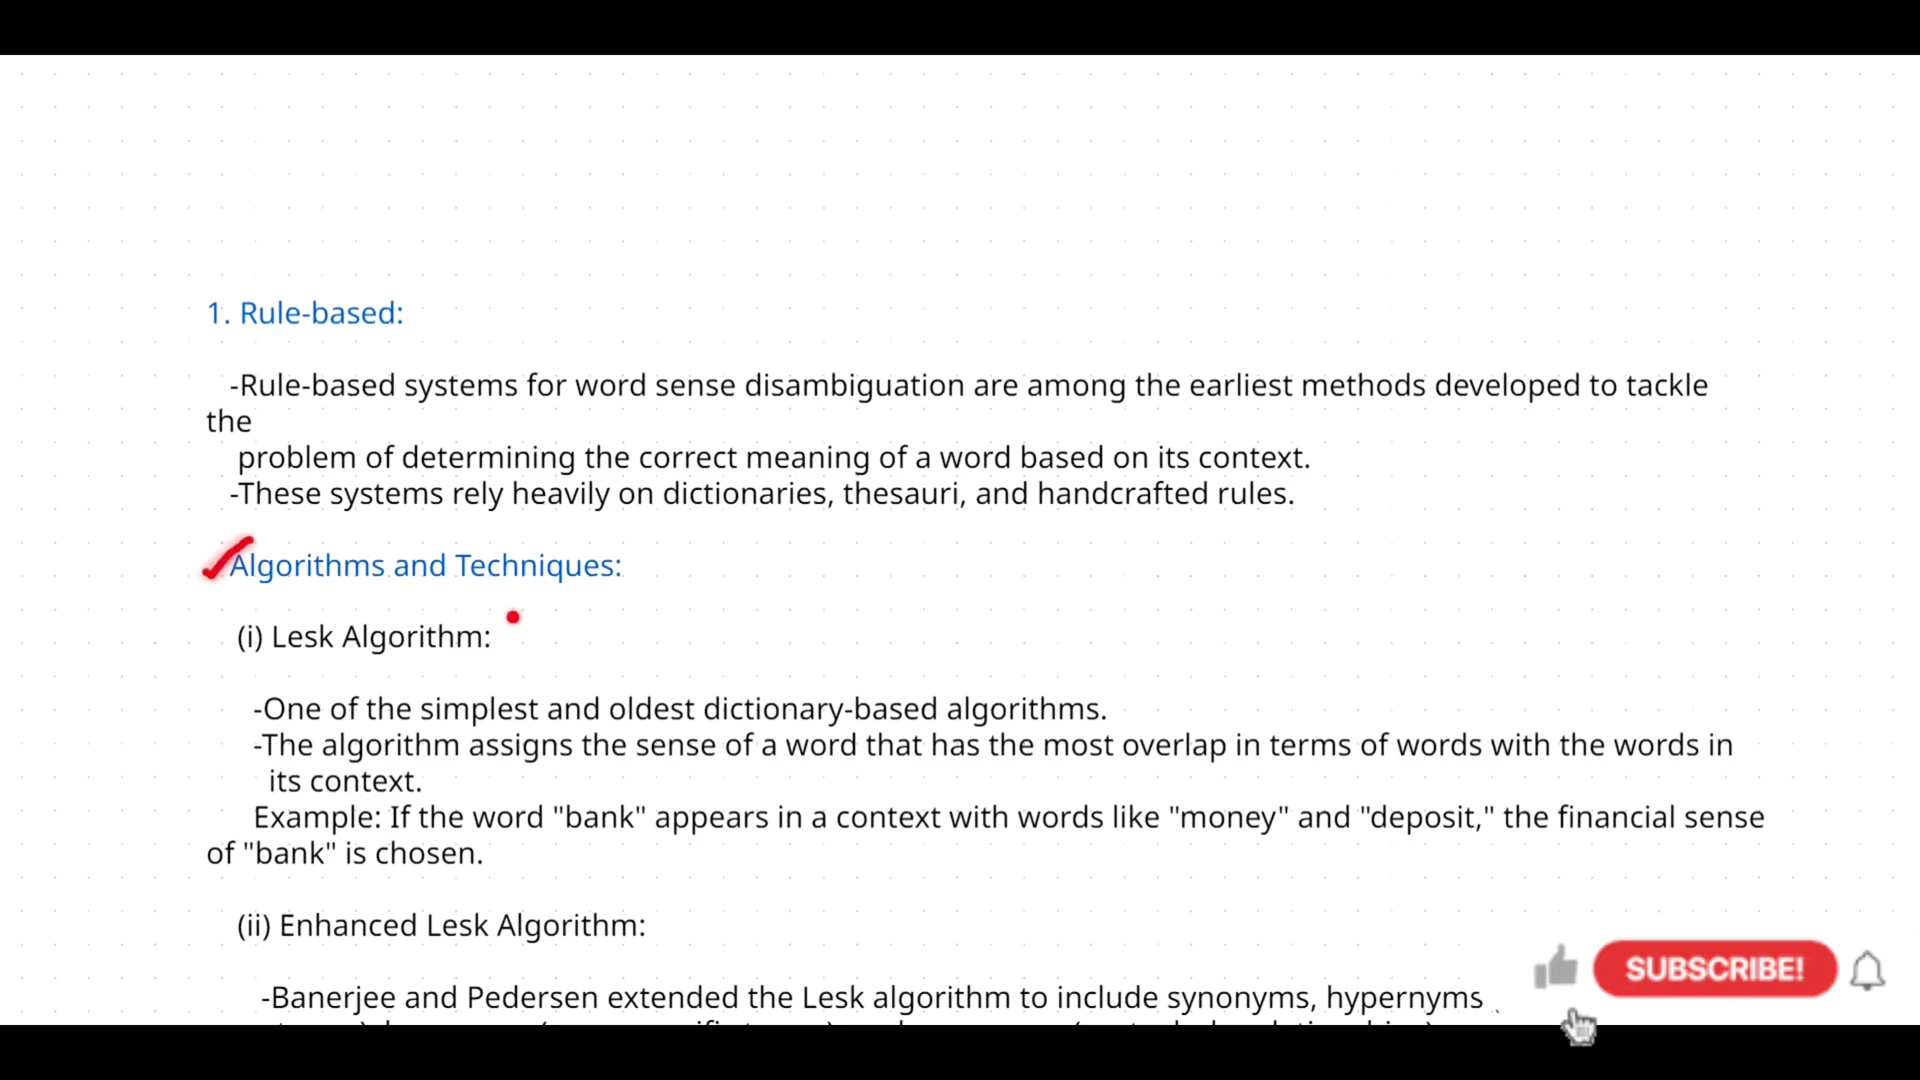 1. Rule-based:
-Rule-based systems for word sense disambiguation are among the earliest methods developed to tackle
the
problem of determining the correct meaning of a word based on its context.
-These systems rely heavily on dictionaries, thesauri, and handcrafted rules.
Algorithms and Techniques:
(i) Lesk Algorithm:
-One of the simplest and oldest dictionary-based algorithms.
-The algorithm assigns the sense of a word that has the most overlap in terms of words with the words in
its context.
Example: If the word "bank" appears in a context with words like "money" and "deposit," the financial sense
of "bank" is chosen.
(ii) Enhanced Lesk Algorithm:
-Banerjee and Pedersen extended the Lesk algorithm to include synonyms, hypernyms
SUBSCRIBE!